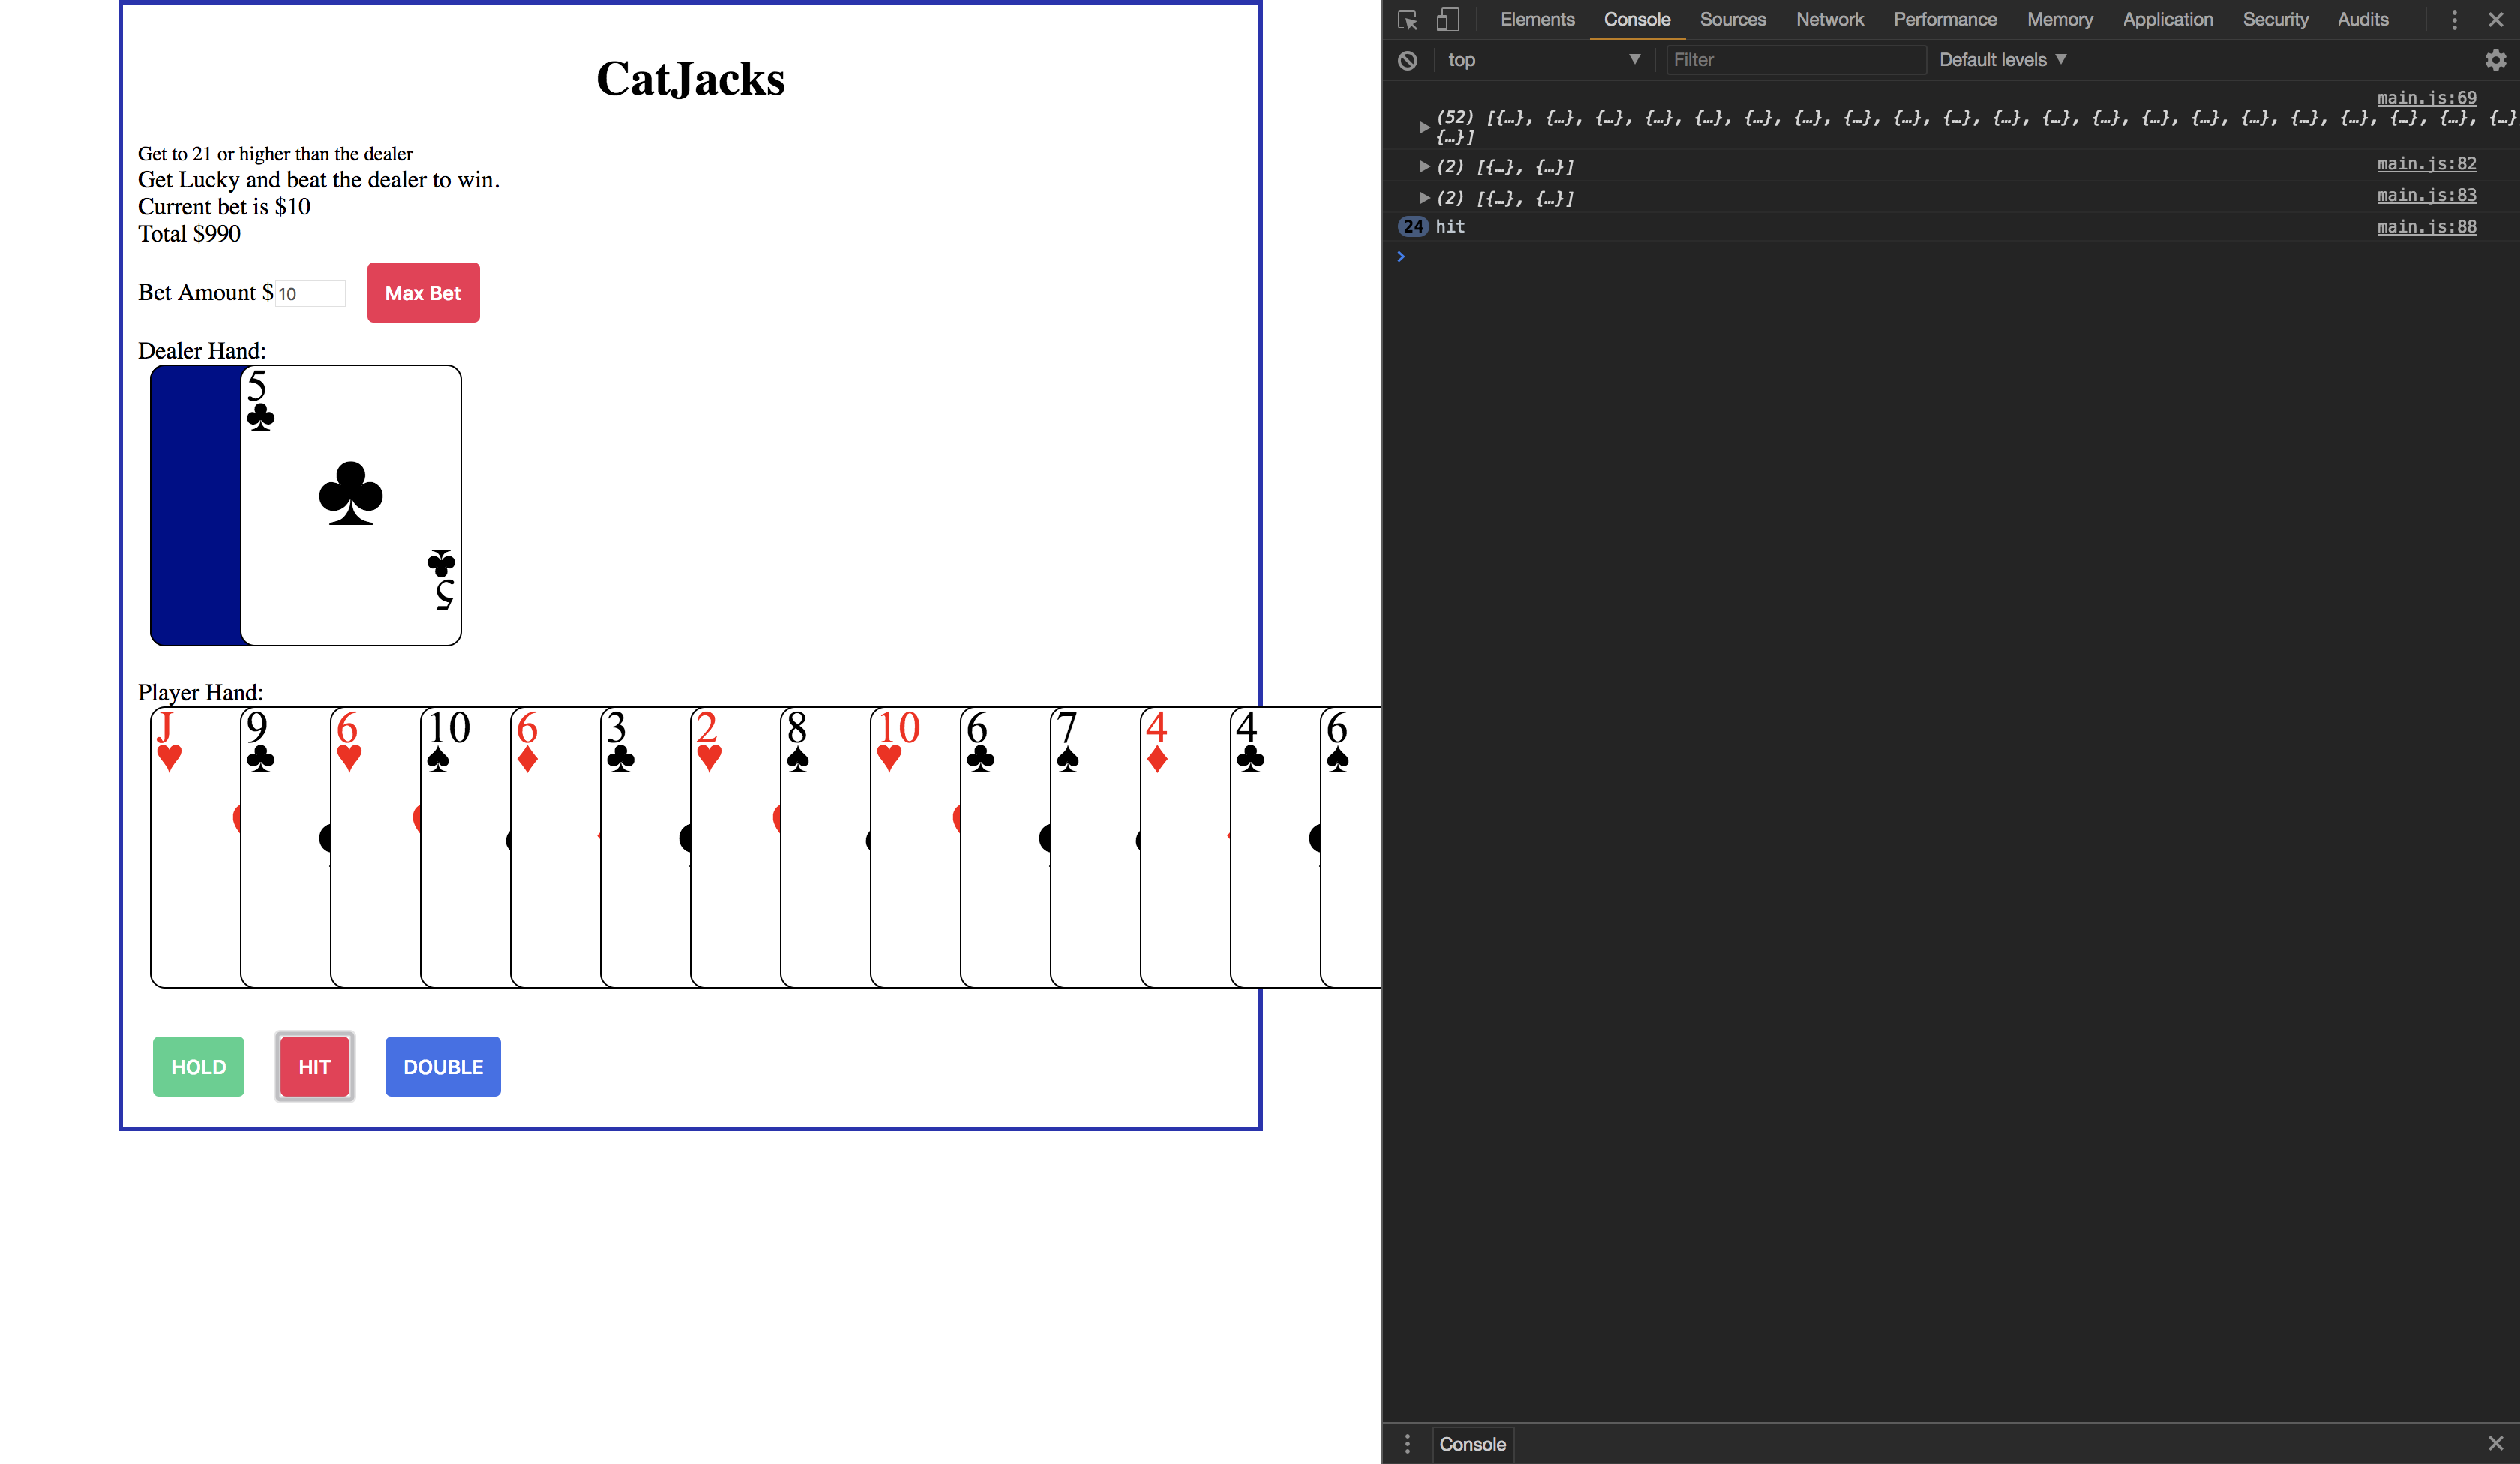 CatJacks
Get to 21 or higher than the dealer
Get Lucky and beat the dealer to win.
Current bet is $10
Total $990
Bet Amount $ 10 Max Bet
Dealer Hand:
5
♣
♣
♣
5
Player Hand:
J 9 6 10 6 3 2 8 10 6 7 4 4 6
♥ ♣ ♥ ♠ ♦ ♣ ♥ ♠ ♥ ♣ ♠ ♦ ♣ ♠
HOLD HIT DOUBLE
Elements Console Sources Network Performance Memory Application Security Audits
top ▼ Filter Default levels ▼
main.js:69
▶ (52) [{…}, {…}, {…}, {…}, {…}, {…}, {…}, {…}, {…}, {…}, {…}, {…}, {…}, {…}, {…}, {…}, {…}, {…}, {…}, {…}, {…}
{…}]
▶ (2) [{…}, {…}] main.js:82
▶ (2) [{…}, {…}] main.js:83
24 hit main.js:88
›
Console